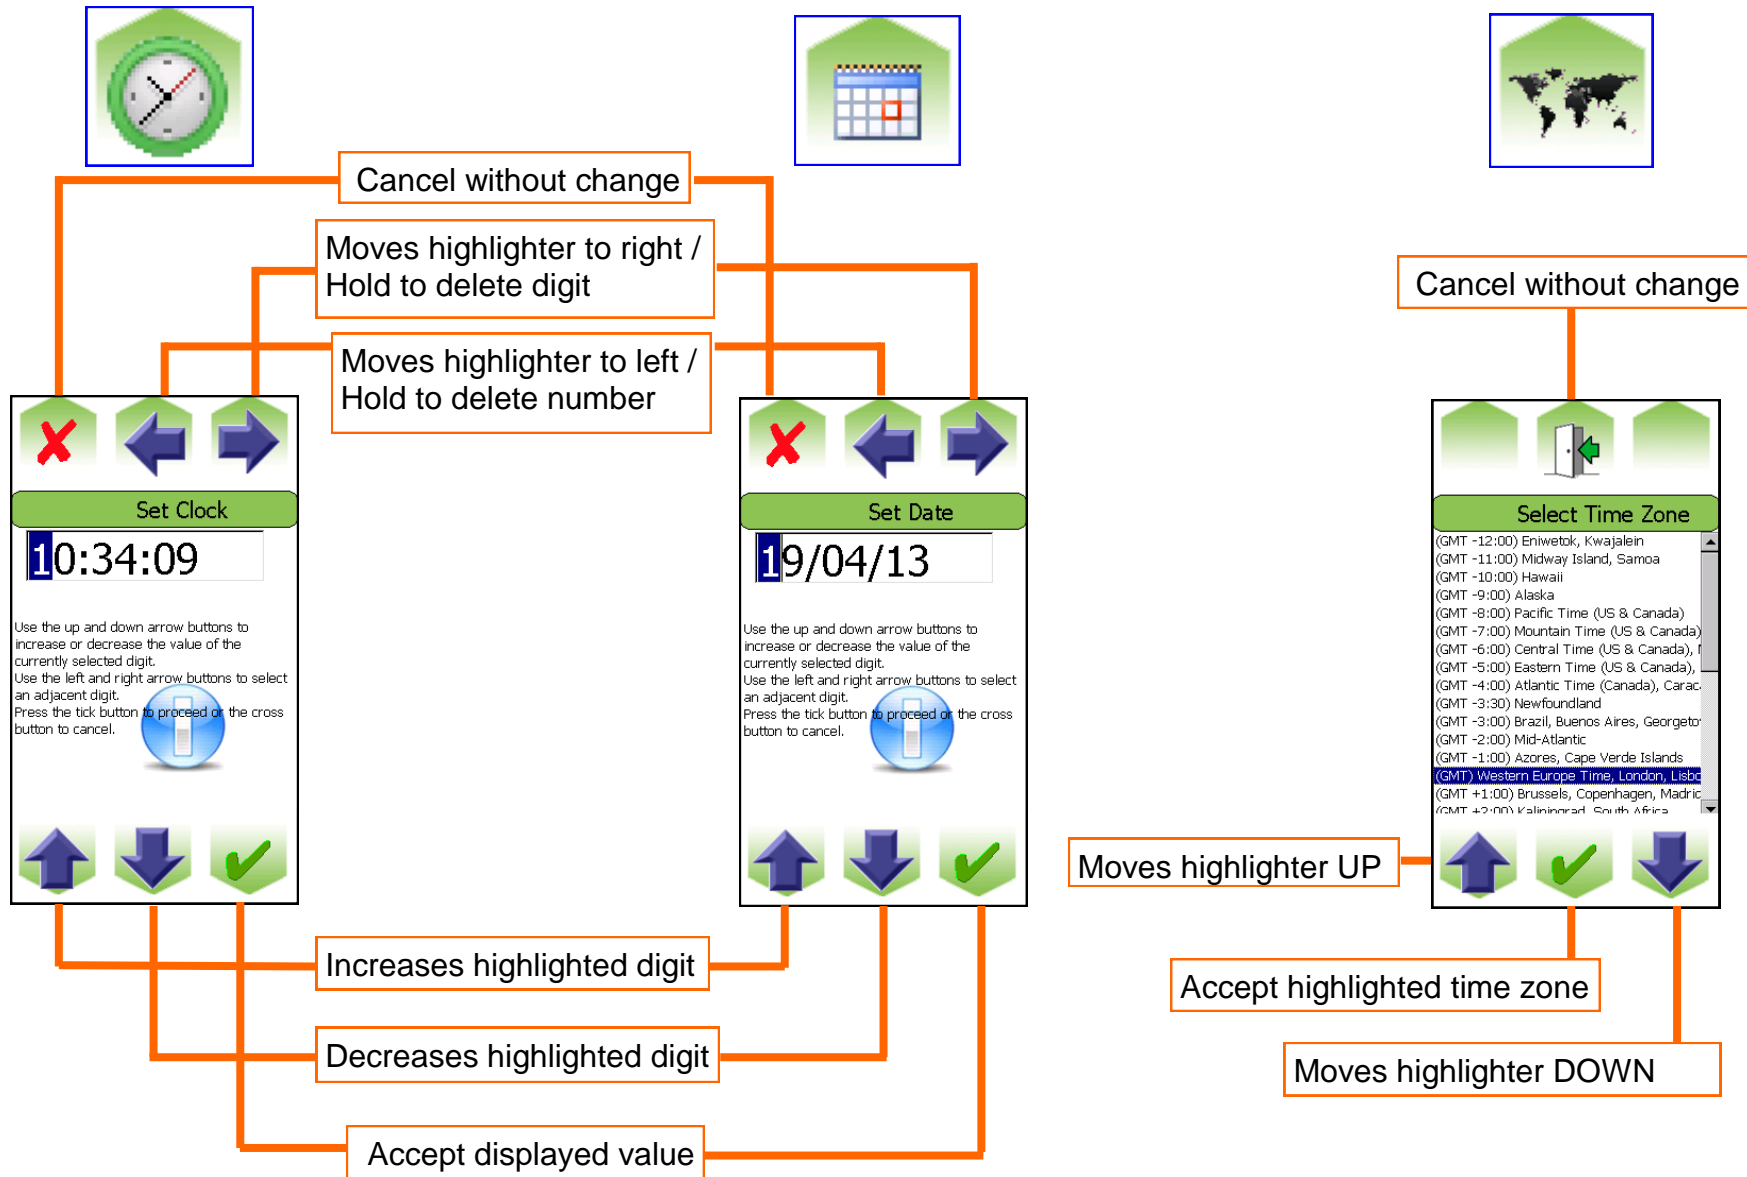 Cancel without change
Moves highlighter to right /
Hold to delete digit
Moves highlighter to left /
Hold to delete number
Set Clock
10:34:09
Use the up and down arrow buttons to
increase or decrease the value of the
currently selected digit.
Use the left and right arrow buttons to select
an adjacent digit.
Press the tick button to proceed or the cross
button to cancel.
Set Date
19/04/13
Use the up and down arrow buttons to
increase or decrease the value of the
currently selected digit.
Use the left and right arrow buttons to select
an adjacent digit.
Press the tick button to proceed or the cross
button to cancel.
Increases highlighted digit
Decreases highlighted digit
Accept displayed value
Cancel without change
Select Time Zone
(GMT -12:00) Eniwetok, Kwajalein
(GMT -11:00) Midway Island, Samoa
(GMT -10:00) Hawaii
(GMT -9:00) Alaska
(GMT -8:00) Pacific Time (US & Canada)
(GMT -7:00) Mountain Time (US & Canada)
(GMT -6:00) Central Time (US & Canada),
(GMT -5:00) Eastern Time (US & Canada),
(GMT -4:00) Atlantic Time (Canada), Carac
(GMT -3:30) Newfoundland
(GMT -3:00) Brazil, Buenos Aires, Georgeto
(GMT -2:00) Mid-Atlantic
(GMT -1:00) Azores, Cape Verde Islands
(GMT) Western Europe Time, London, Lisbo
(GMT +1:00) Brussels, Copenhagen, Madric
(GMT +2:00) Kaliningrad, South Africa
Moves highlighter UP
Accept highlighted time zone
Moves highlighter DOWN